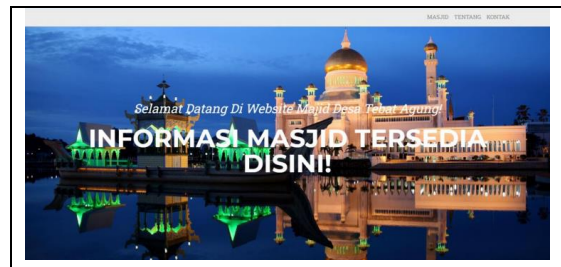 MASJID TENTANG KONTAK
Selamat Datang Di Website Majid Desa Tebat Agung!
INFORMASI MASJID TERSEDIA
DISINI!